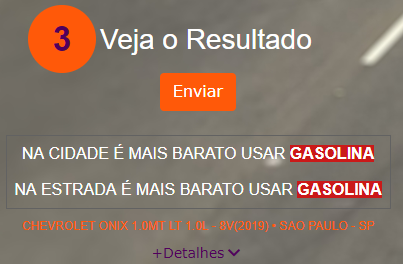 3 Veja o Resultado
Enviar
NA CIDADE É MAIS BARATO USAR GASOLINA
NA ESTRADA É MAIS BARATO USAR GASOLINA
CHEVROLET ONIX 1.0MT LT 1.0L - 8V(2019) • SAO PAULO - SP
+Detalhes